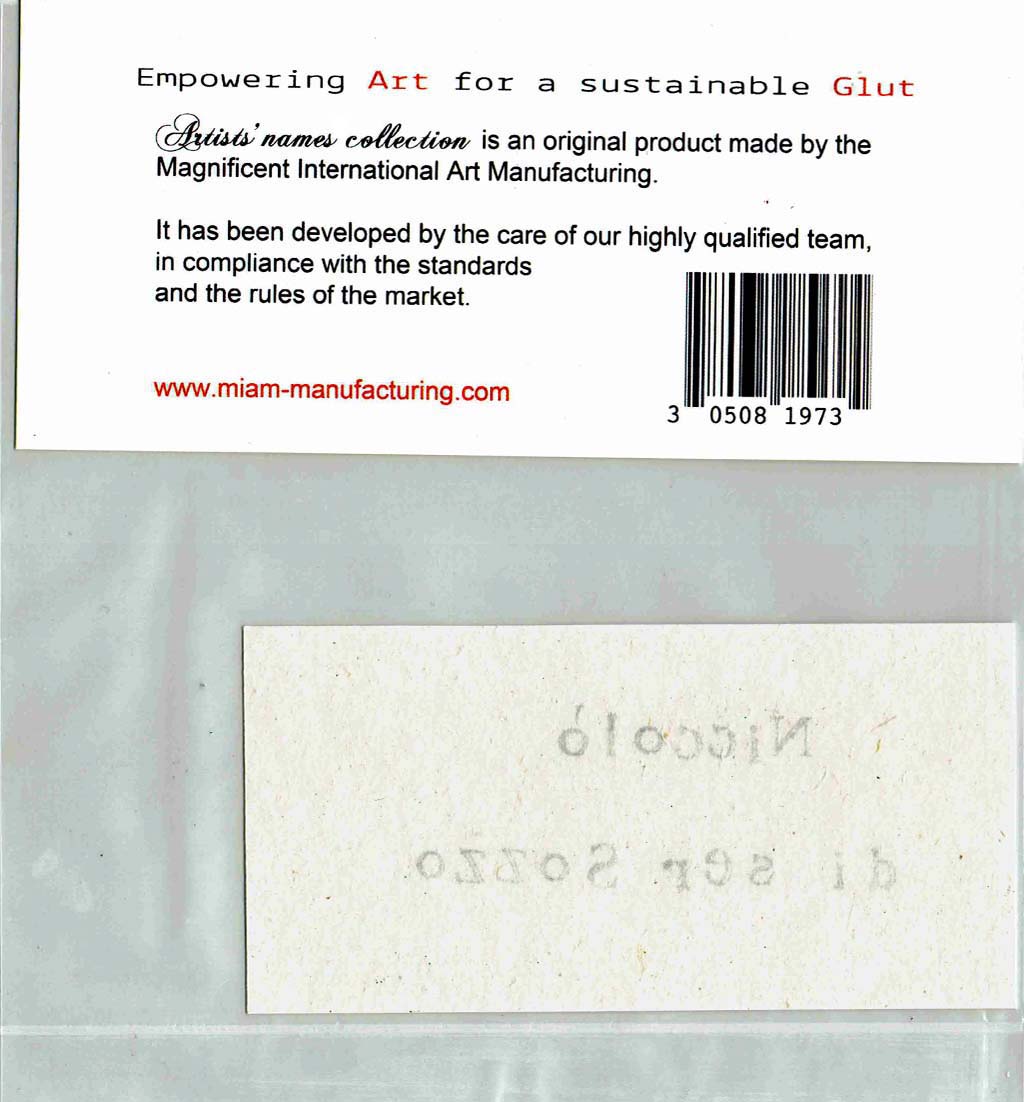 Empowering Art for a sustainable Glut
Artists' names collection is an original product made by the
Magnificent International Art Manufacturing.
It has been developed by the care of our highly qualified team,
in compliance with the standards
and the rules of the market.
www.miam-manufacturing.com
3 0508 1973
Niccolò
di ser Sozzo